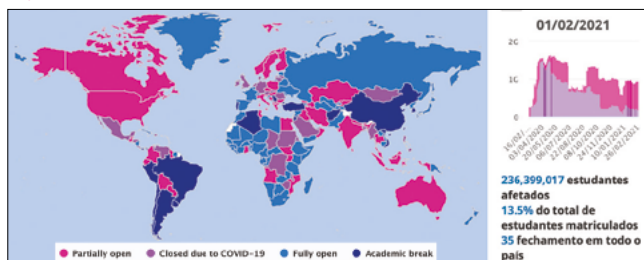 01/02/2021
2G
1G
0
16/02/...
03/04/2020
20/05/2020
06/07/2020
22/08/2020
08/10/2020
24/11/2020
10/01/2021
26/02/2021
236,399,017 estudantes
afetados
13.5% do total de
estudantes matriculados
35 fechamento em todo o
país
Partially open
Closed due to COVID-19
Fully open
Academic break